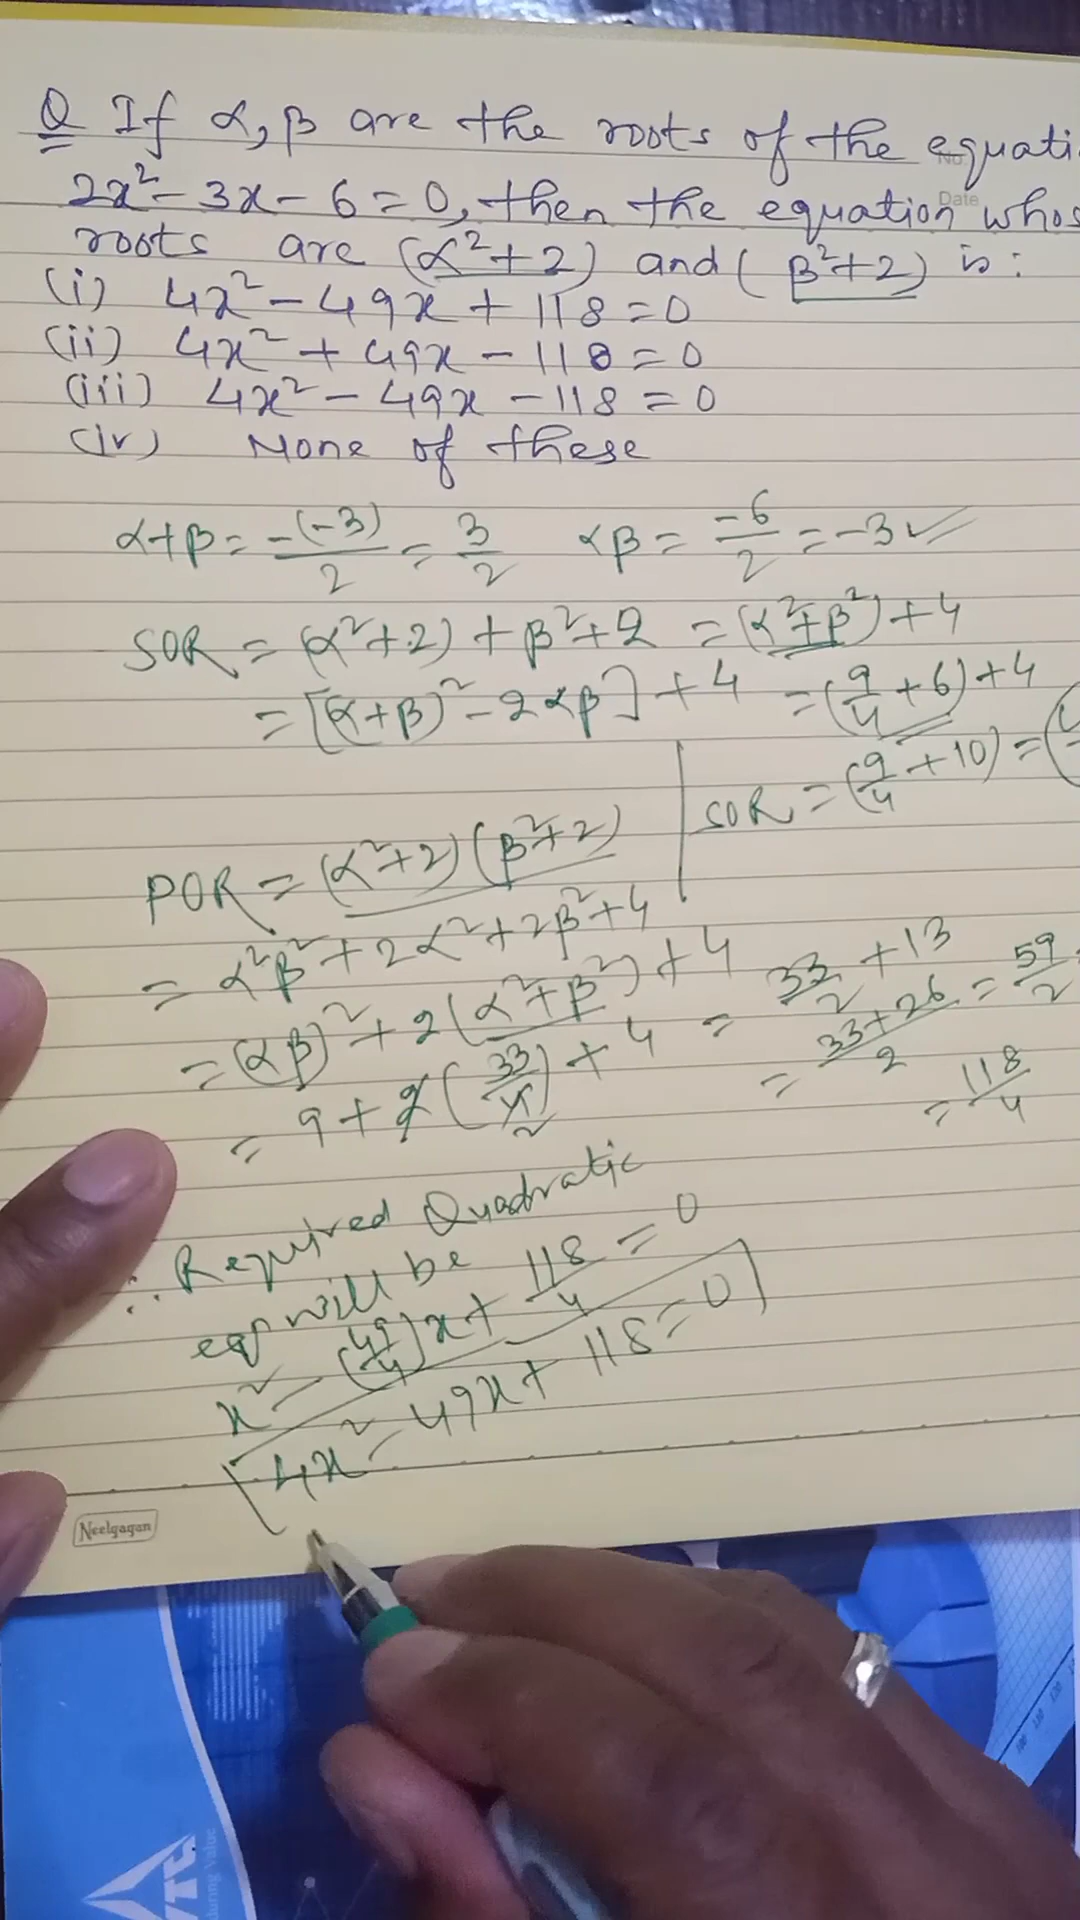 Q If α, β are the roots of the equati
2x² - 3x - 6 = 0, then the equation whos
roots are (α² + 2) and (β² + 2) is:
(i) 4x² - 49x + 118 = 0
(ii) 4x² + 49x - 118 = 0
(iii) 4x² - 49x - 118 = 0
(iv) None of these
α+β = -(-3)/2 = 3/2 αβ = -6/2 = -3 ✓
SOR = (α²+2) + β²+2 = (α²+β²) + 4
= [(α+β)² - 2αβ] + 4 = (9/4 + 6) + 4
SOR = (9/4 + 10) =
POR = (α²+2)(β²+2)
= α²β² + 2α² + 2β² + 4
= (αβ)² + 2(α²+β²) + 4
= 9 + 2(33/4) + 4 = 33/2 + 13
2
= 33+26/2 = 59/2
= 118/4
∴ Required Quadratic
eqn will be
x² - (49/4)x + 118/4 = 0
4x² - 49x + 118 = 0
Neelgagan
Date
No